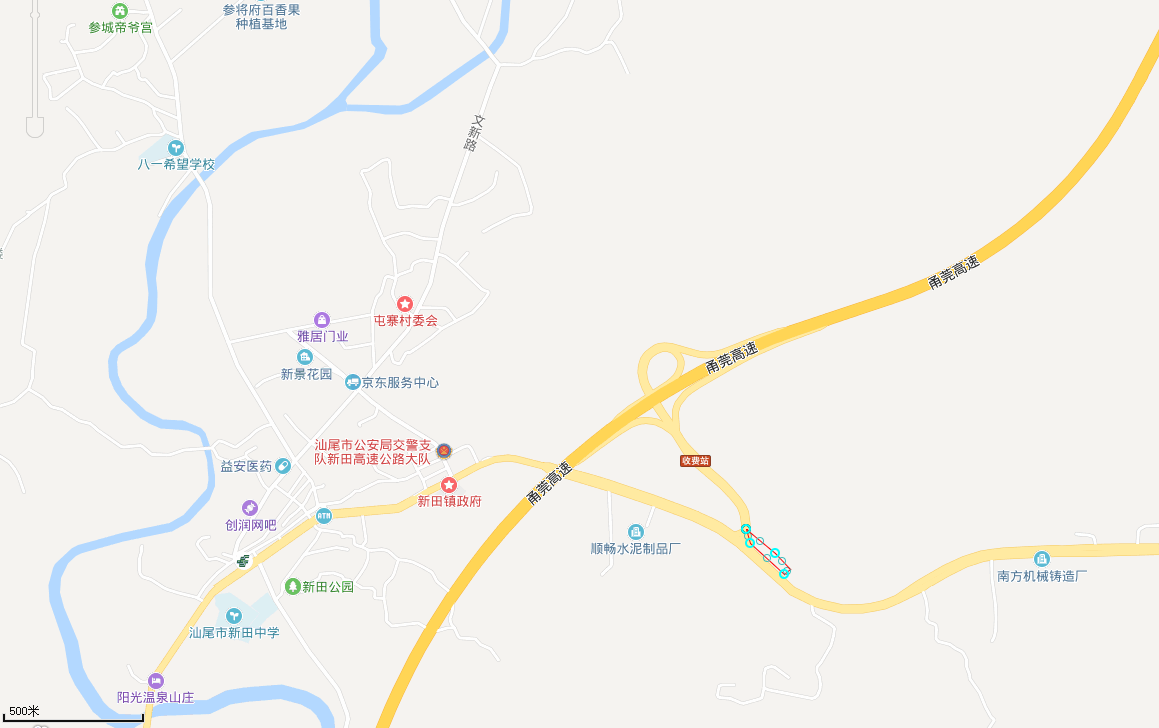 参城帝爷宫
参将府百香果
种植基地
文新路
八一希望学校
甬莞高速
屯寨村委会
雅居门业
甬莞高速
新景花园
京东服务中心
汕尾市公安局交警支
队新田高速公路大队
收费站
益安医药
甬莞高速
新田镇政府
创润网吧
ATM
顺畅水泥制品厂
南方机械铸造厂
新田公园
汕尾市新田中学
阳光温泉山庄
500米